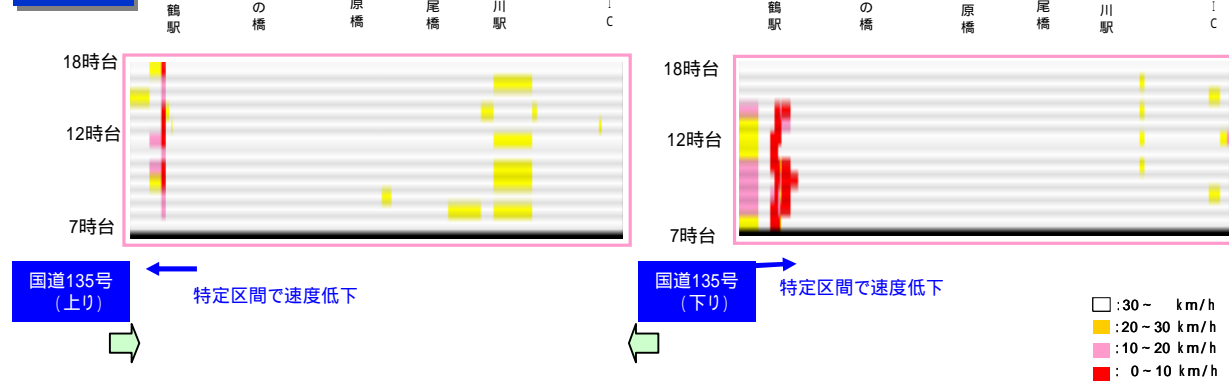 鶴駅
の橋
原橋
尾橋
川駅
C
鶴駅
の橋
原橋
尾橋
川駅
I C
18時台
12時台
7時台
18時台
12時台
7時台
国道135号
(上り)
特定区間で速度低下
国道135号
(下り)
特定区間で速度低下
:30~ km/h
:20~30 km/h
:10~20 km/h
: 0~10 km/h